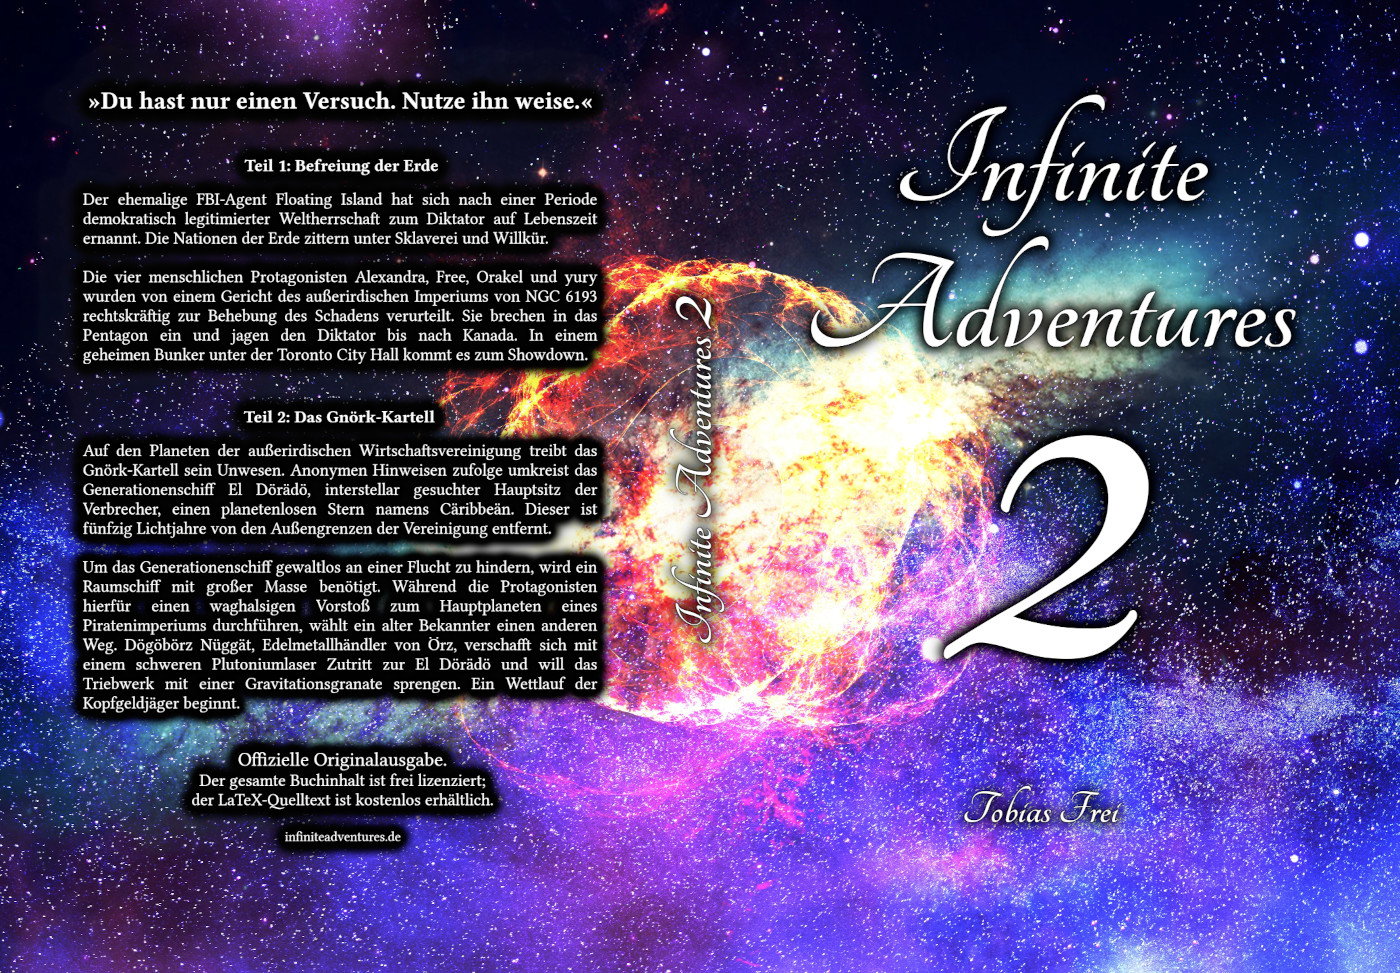 »Du hast nur einen Versuch. Nutze ihn weise.«
Teil 1: Befreiung der Erde
Der ehemalige FBI-Agent Floating Island hat sich nach einer Periode
demokratisch legitimierter Weltherrschaft zum Diktator auf Lebenszeit
ernannt. Die Nationen der Erde zittern unter Sklaverei und Willkür.
Die vier menschlichen Protagonisten Alexandra, Free, Orakel und yury
wurden von einem Gericht des außerirdischen Imperiums von NGC 6193
rechtskräftig zur Behebung des Schadens verurteilt. Sie brechen in das
Pentagon ein und jagen den Diktator bis nach Kanada. In einem
geheimen Bunker unter der Toronto City Hall kommt es zum Showdown.
Teil 2: Das Gnörk-Kartell
Auf den Planeten der außerirdischen Wirtschaftsvereinigung treibt das
Gnörk-Kartell sein Unwesen. Anonymen Hinweisen zufolge umkreist das
Generationenschiff El Dörädö, interstellar gesuchter Hauptsitz der
Verbrecher, einen planetenlosen Stern namens Cäribbeän. Dieser ist
fünfzig Lichtjahre von den Außengrenzen der Vereinigung entfernt.
Um das Generationenschiff gewaltlos an einer Flucht zu hindern, wird ein
Raumschiff mit großer Masse benötigt. Während die Protagonisten
hierfür einen waghalsigen Vorstoß zum Hauptplaneten eines
Piratenimperiums durchführen, wählt ein alter Bekannter einen anderen
Weg. Dögöbörz Nüggät, Edelmetallhändler von Örz, verschafft sich mit
einem schweren Plutoniumlaser Zutritt zur El Dörädö und will das
Triebwerk mit einer Gravitationsgranate sprengen. Ein Wettlauf der
Kopfgeldjäger beginnt.
Offizielle Originalausgabe.
Der gesamte Buchinhalt ist frei lizenziert;
der LaTeX-Quelltext ist kostenlos erhältlich.
infiniteadventures.de
Infinite Adventures 2
Infinite
Adventures
2
Tobias Frei